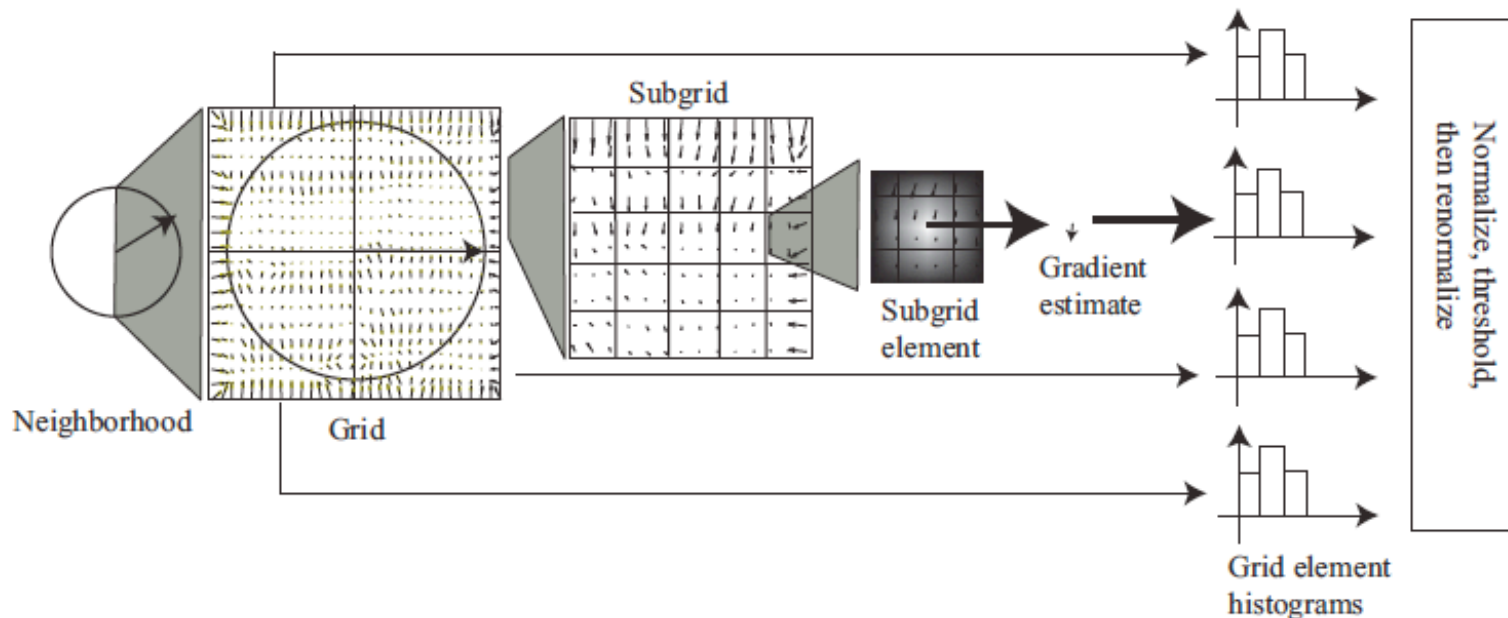 Neighborhood
Grid
Subgrid
Subgrid
element
Gradient
estimate
Grid element
histograms
Normalize, threshold,
then renormalize